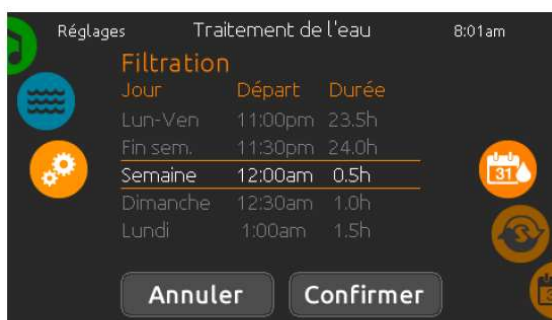 Réglages Traitement de l'eau 8:01am
Filtration
Jour Départ Durée
Lun-Ven 11:00pm 23.5h
Fin sem. 11:30pm 24.0h
Semaine 12:00am 0.5h
31
Dimanche 12:30am 1.0h
Lundi 1:00am 1.5h
S
Annuler Confirmer